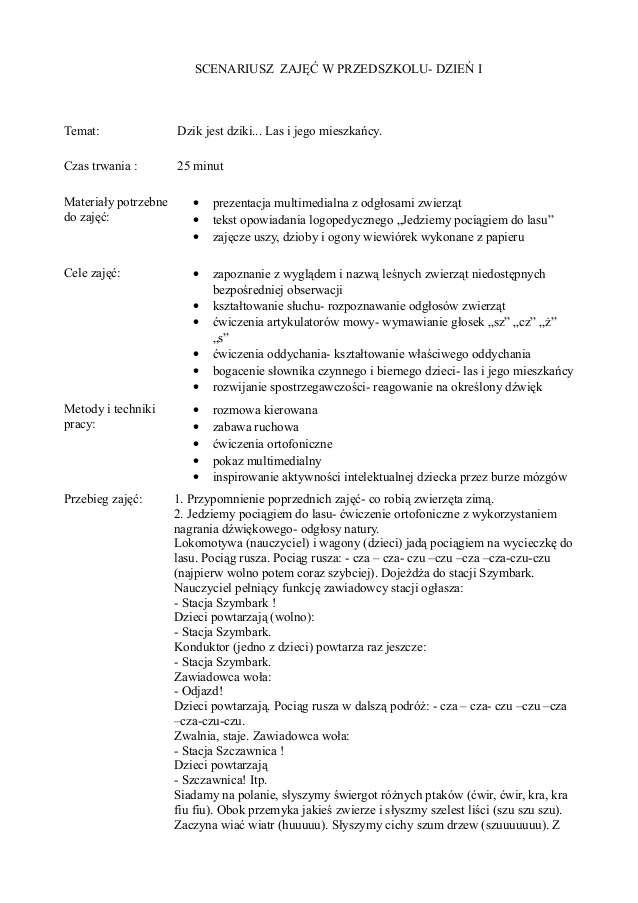 SCENARIUSZ ZAJĘĆ W PRZEDSZKOLU- DZIEŃ I
Temat: Dzik jest dziki... Las i jego mieszkańcy.
Czas trwania : 25 minut
Materiały potrzebne do zajęć:
• prezentacja multimedialna z odgłosami zwierząt
• tekst opowiadania logopedycznego „Jedziemy pociągiem do lasu”
• zajęcze uszy, dzioby i ogony wiewiórek wykonane z papieru
Cele zajęć:
• zapoznanie z wyglądem i nazwą leśnych zwierząt niedostępnych
bezpośredniej obserwacji
• kształtowanie słuchu- rozpoznawanie odgłosów zwierząt
• ćwiczenia artykulatorów mowy- wymawianie głosek „sz” „cz” „ż”
„s”
• ćwiczenia oddychania- kształtowanie właściwego oddychania
• bogacenie słownika czynnego i biernego dzieci- las i jego mieszkańcy
• rozwijanie spostrzegawczości- reagowanie na określony dźwięk
Metody i techniki
pracy:
• rozmowa kierowana
• zabawa ruchowa
• ćwiczenia ortofoniczne
• pokaz multimedialny
• inspirowanie aktywności intelektualnej dziecka przez burze mózgów
Przebieg zajęć: 1. Przypomnienie poprzednich zajęć- co robią zwierzęta zimą.
2. Jedziemy pociągiem do lasu- ćwiczenie ortofoniczne z wykorzystaniem
nagrania dźwiękowego- odgłosy natury.
Lokomotywa (nauczyciel) i wagony (dzieci) jadą pociągiem na wycieczkę do
lasu. Pociąg rusza. Pociąg rusza: - cza – cza- czu –czu –cza –cza-czu-czu
(najpierw wolno potem coraz szybciej). Dojeżdża do stacji Szymbark.
Nauczyciel pełniący funkcję zawiadowcy stacji ogłasza:
- Stacja Szymbark !
Dzieci powtarzają (wolno):
- Stacja Szymbark.
Konduktor (jedno z dzieci) powtarza raz jeszcze:
- Stacja Szymbark.
Zawiadowca woła:
- Odjazd!
Dzieci powtarzają. Pociąg rusza w dalszą podróż: - cza – cza- czu –czu –cza
–cza-czu-czu.
Zwalnia, staje. Zawiadowca woła:
- Stacja Szczawnica !
Dzieci powtarzają
- Szczawnica! Itp.
Siadamy na polanie, słyszymy świergot różnych ptaków (ćwir, ćwir, kra, kra
fiu fiu). Obok przemyka jakieś zwierze i słyszmy szelest liści (szu szu szu).
Zaczyna wiać wiatr (huuuuu). Słyszymy cichy szum drzew (szuuuuuuu). Z